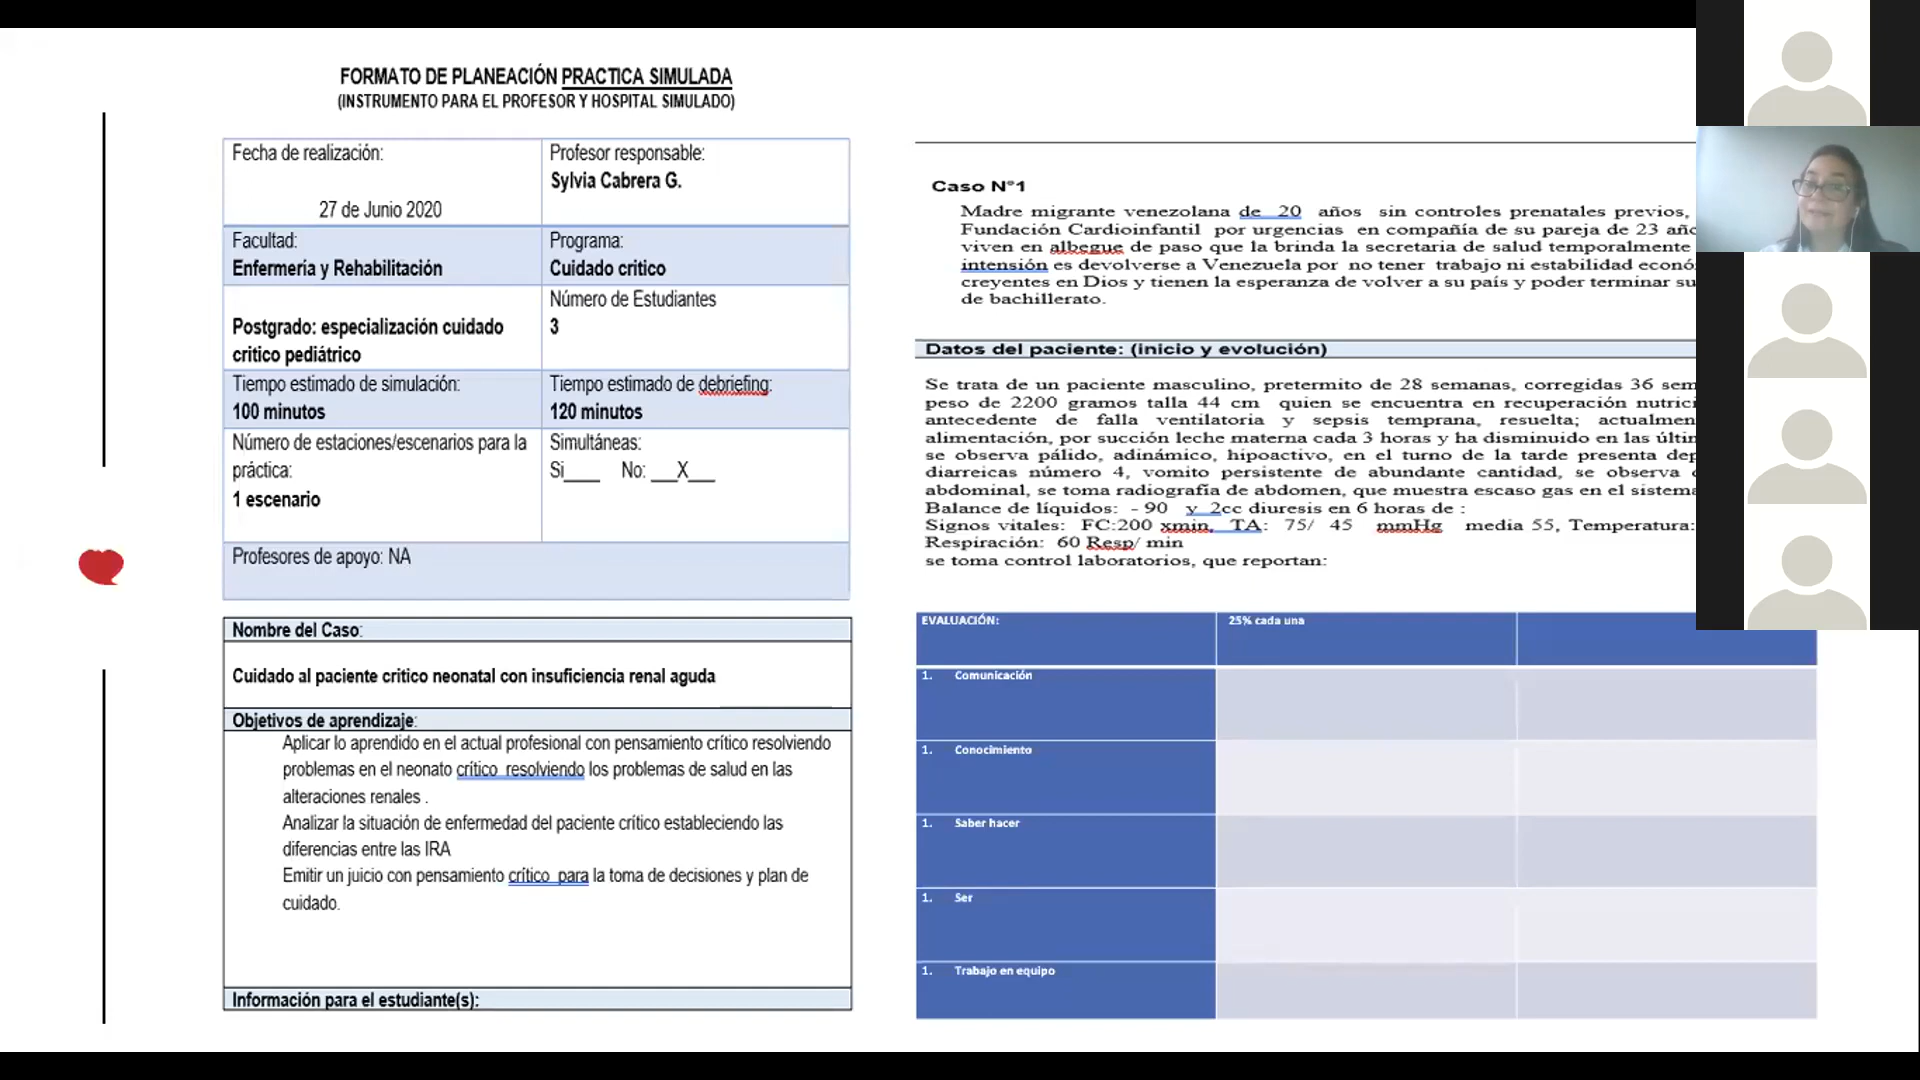 FORMATO DE PLANEACIÓN PRACTICA SIMULADA
(INSTRUMENTO PARA EL PROFESOR Y HOSPITAL SIMULADO)
Fecha de realización:
27 de Junio 2020
Profesor responsable:
Sylvia Cabrera G.
Facultad:
Enfermería y Rehabilitación
Programa:
Cuidado critico
Postgrado: especialización cuidado
critico pediátrico
Número de Estudiantes
3
Tiempo estimado de simulación:
100 minutos
Tiempo estimado de debriefing:
120 minutos
Número de estaciones/escenarios para la
práctica:
1 escenario
Simultáneas:
Si____ No: ___X___
Profesores de apoyo: NA
Nombre del Caso:
Cuidado al paciente critico neonatal con insuficiencia renal aguda
Objetivos de aprendizaje:
Aplicar lo aprendido en el actual profesional con pensamiento crítico resolviendo
problemas en el neonato crítico resolviendo los problemas de salud en las
alteraciones renales .
Analizar la situación de enfermedad del paciente crítico estableciendo las
diferencias entre las IRA
Emitir un juicio con pensamiento crítico para la toma de decisiones y plan de
cuidado.
Información para el estudiante(s):
Caso N°1
Madre migrante venezolana de 20 años sin controles prenatales previos,
Fundación Cardioinfantil por urgencias en compañía de su pareja de 23
viven en albegue de paso que la brinda la secretaria de salud temporalmente
intensión es devolverse a Venezuela por no tener trabajo ni estabilidad
creyentes en Dios y tienen la esperanza de volver a su país y poder terminar
de bachillerato.
Datos del paciente: (inicio y evolución)
Se trata de un paciente masculino, pretermito de 28 semanas, corregidas 36
peso de 2200 gramos talla 44 cm quien se encuentra en recuperación
antecedente de falla ventilatoria y sepsis temprana, resuelta;
alimentación, por succión leche materna cada 3 horas y ha disminuido en las
se observa pálido, adinámico, hipoactivo, en el turno de la tarde presenta
diarreicas número 4, vomito persistente de abundante cantidad, se observa
abdominal, se toma radiografía de abdomen, que muestra escaso gas en el
Balance de líquidos: - 90 y 2cc diuresis en 6 horas de :
Signos vitales: FC:200 xmin, TA: 75/ 45 mmHg media 55, Temperatura:
Respiración: 60 Resp/ min
se toma control laboratorios, que reportan:
EVALUACIÓN: 25% cada una
1. Comunicación
1. Conocimiento
1. Saber hacer
1. Ser
1. Trabajo en equipo